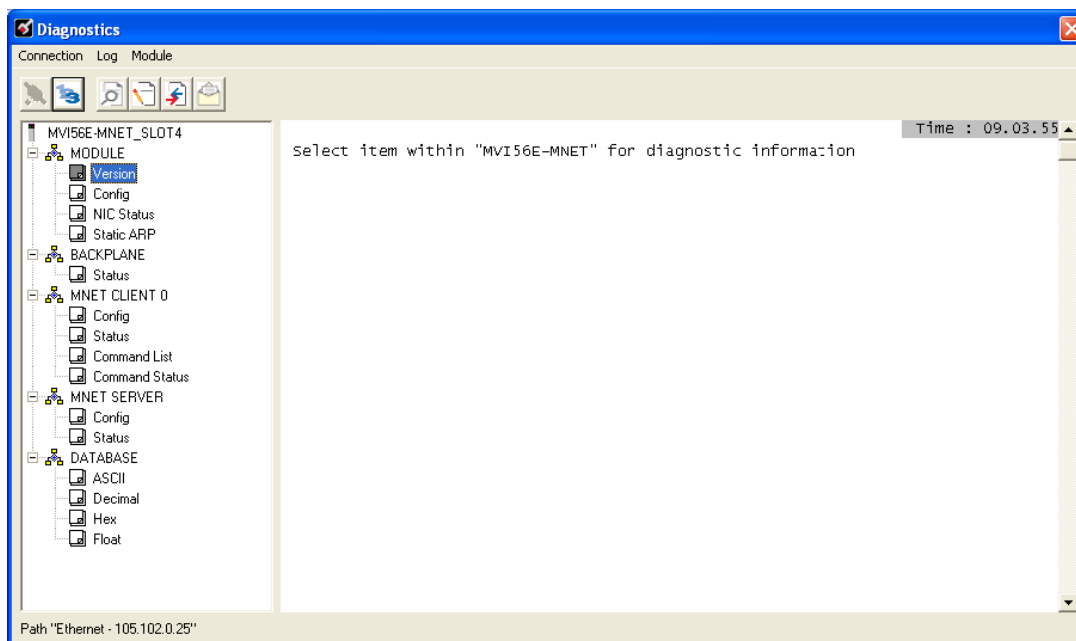 Diagnostics
Connection Log Module
MVI56E-MNET_SLOT4
MODULE
Version
Config
NIC Status
Static ARP
BACKPLANE
Status
MNET CLIENT 0
Config
Status
Command List
Command Status
MNET SERVER
Config
Status
DATABASE
ASCII
Decimal
Hex
Float
Time : 09.03.55
Select item within "MVI56E-MNET" for diagnostic information
Path "Ethernet - 105.102.0.25"